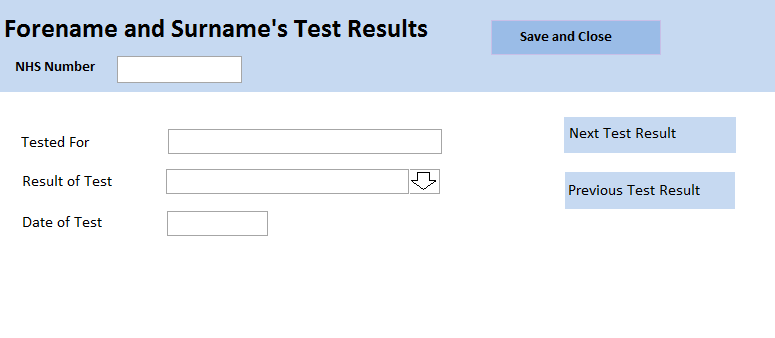 Forename and Surname's Test Results
Save and Close
NHS Number
Tested For
Next Test Result
Result of Test
Previous Test Result
Date of Test